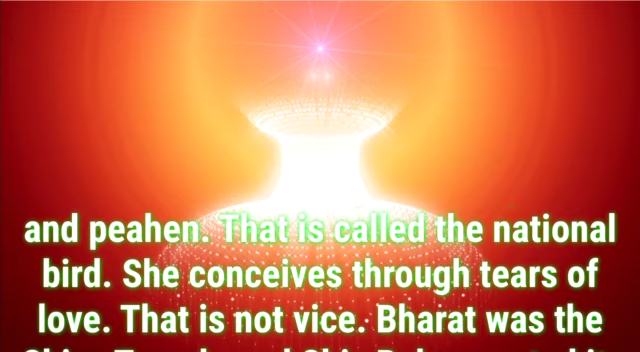 and peahen. That is called the national
bird. She conceives through tears of
love. That is not vice. Bharat was the